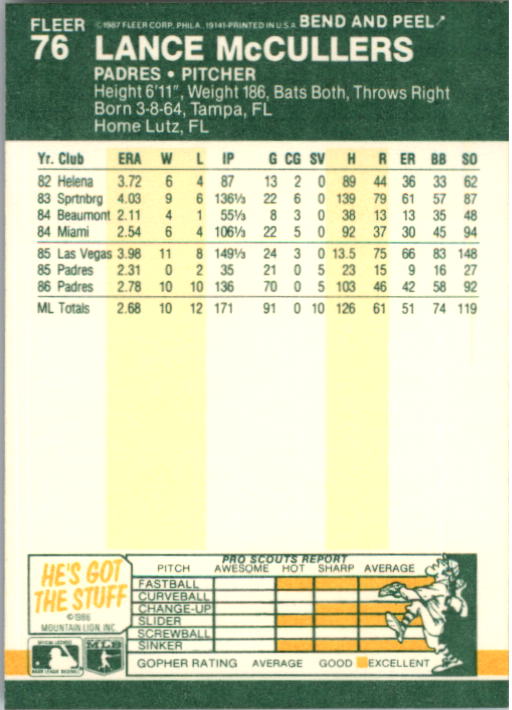 FLEER
76
©1987 FLEER CORP., PHILA., 19141-PRINTED IN U.S.A. BEND AND PEEL
LANCE McCULLERS
PADRES • PITCHER
Height 6'11", Weight 186, Bats Both, Throws Right
Born 3-8-64, Tampa, FL
Home Lutz, FL
Yr. Club ERA W L IP G CG SV H R ER BB SO
82 Helena 3.72 6 4 87 13 2 0 89 44 36 33 62
83 Sprtnbrg 4.03 9 6 136⅓ 22 6 0 139 79 61 57 87
84 Beaumont 2.11 4 1 55⅓ 8 3 0 38 13 13 35 48
84 Miami 2.54 6 4 106⅓ 22 5 0 92 37 30 45 94
85 Las Vegas 3.98 11 8 149⅓ 24 3 0 13.5 75 66 83 148
85 Padres 2.31 0 2 35 21 0 5 23 15 9 16 27
86 Padres 2.78 10 10 136 70 0 5 103 46 42 58 92
ML Totals 2.68 10 12 171 91 0 10 126 61 51 74 119
HE'S GOT
THE STUFF
©1986
MOUNTAIN LION, INC.
MLB
PRO SCOUTS REPORT
PITCH AWESOME HOT SHARP AVERAGE
FASTBALL
CURVEBALL
CHANGE-UP
SLIDER
SCREWBALL
SINKER
GOPHER RATING AVERAGE GOOD EXCELLENT